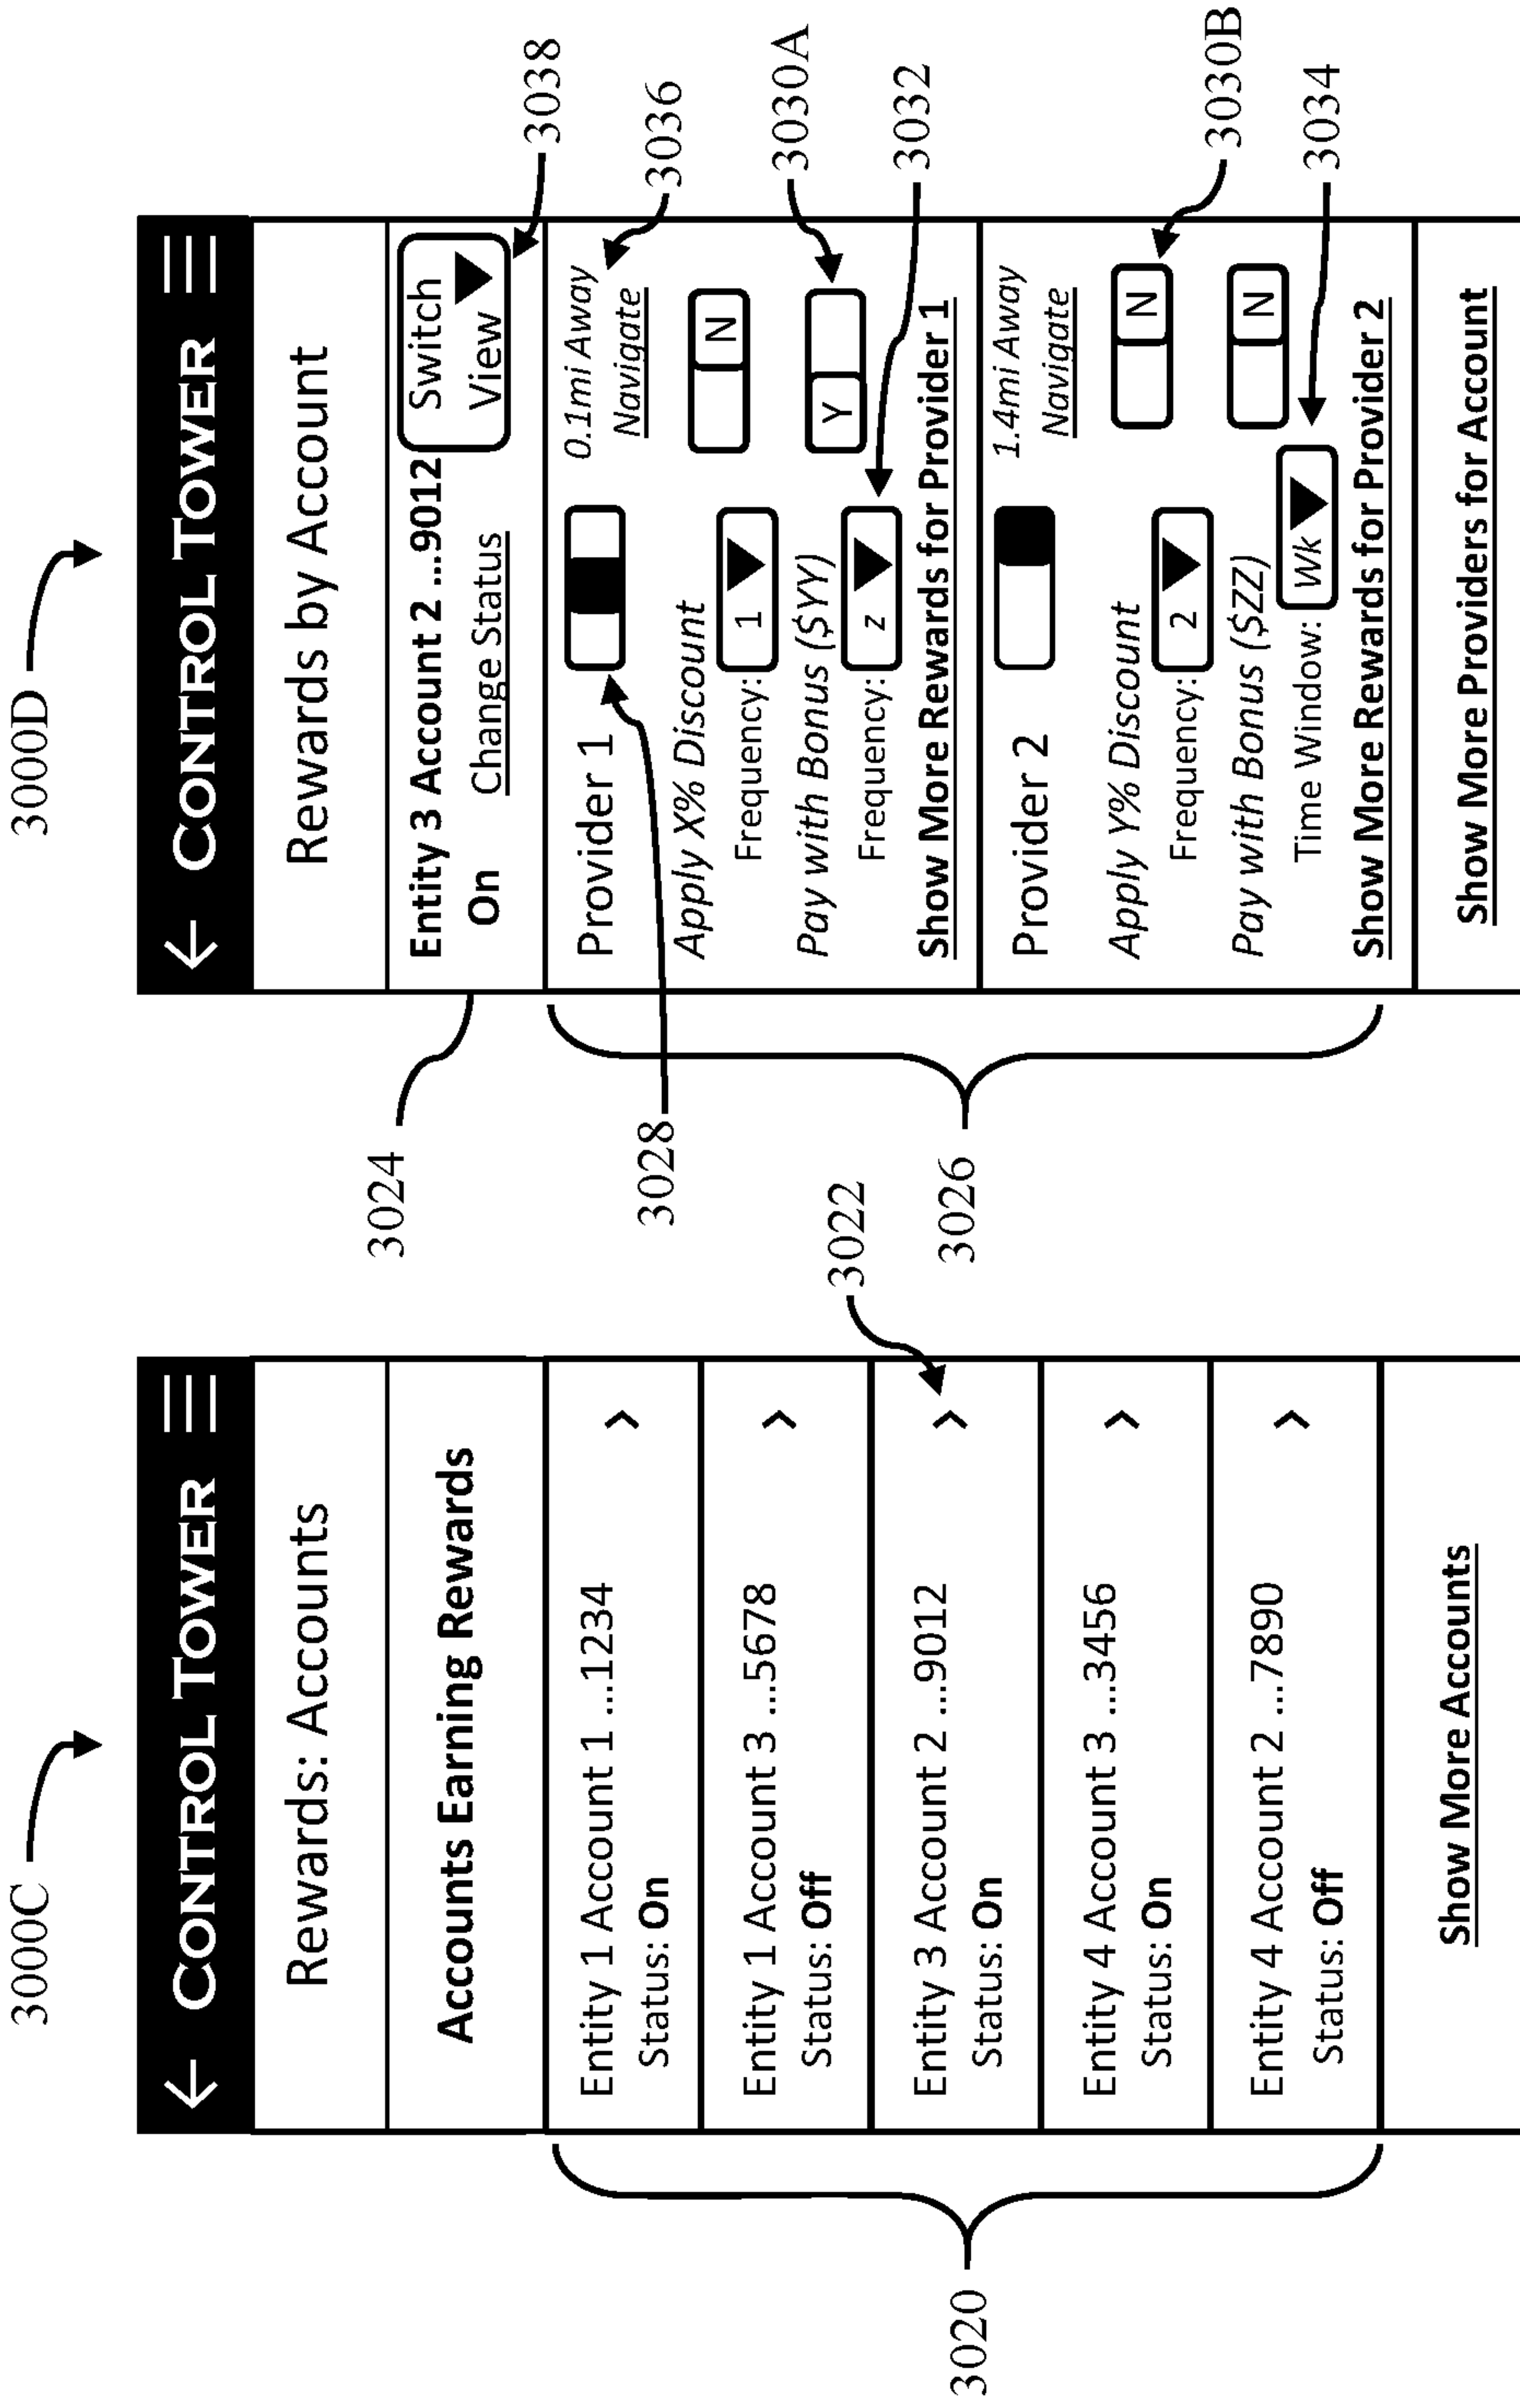 3000C
← CONTROL TOWER
Rewards: Accounts
Accounts Earning Rewards
Entity 1 Account 1 ...1234 >
Status: On
Entity 1 Account 3 ...5678 >
Status: Off
Entity 3 Account 2 ...9012 >
Status: On
Entity 4 Account 3 ...3456 >
Status: On
Entity 4 Account 2 ...7890 >
Status: Off
Show More Accounts
3020
3022
3000D
← CONTROL TOWER
Rewards by Account
Entity 3 Account 2 ...9012
On Change Status
Switch
View ▼
Provider 1
0.1mi Away
Navigate
Apply X% Discount
N
Frequency: 1 ▼
Pay with Bonus ($YY)
Y
Frequency: z ▼
Show More Rewards for Provider 1
Provider 2
1.4mi Away
Navigate
Apply Y% Discount
N
Frequency: 2 ▼
Pay with Bonus ($ZZ)
N
Time Window: Wk ▼
Show More Rewards for Provider 2
Show More Providers for Account
3024
3028
3026
3038
3036
3030A
3032
3030B
3034